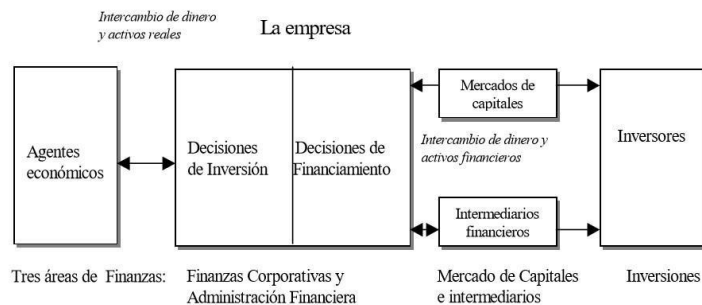 Intercambio de dinero
y activos reales
La empresa
Agentes
económicos
Decisiones
de Inversión
Decisiones de
Financiamiento
Mercados de
capitales
Intercambio de dinero y
activos financieros
Intermediarios
financieros
Inversores
Tres áreas de Finanzas:
Finanzas Corporativas y
Administración Financiera
Mercado de Capitales
e intermediarios
Inversiones